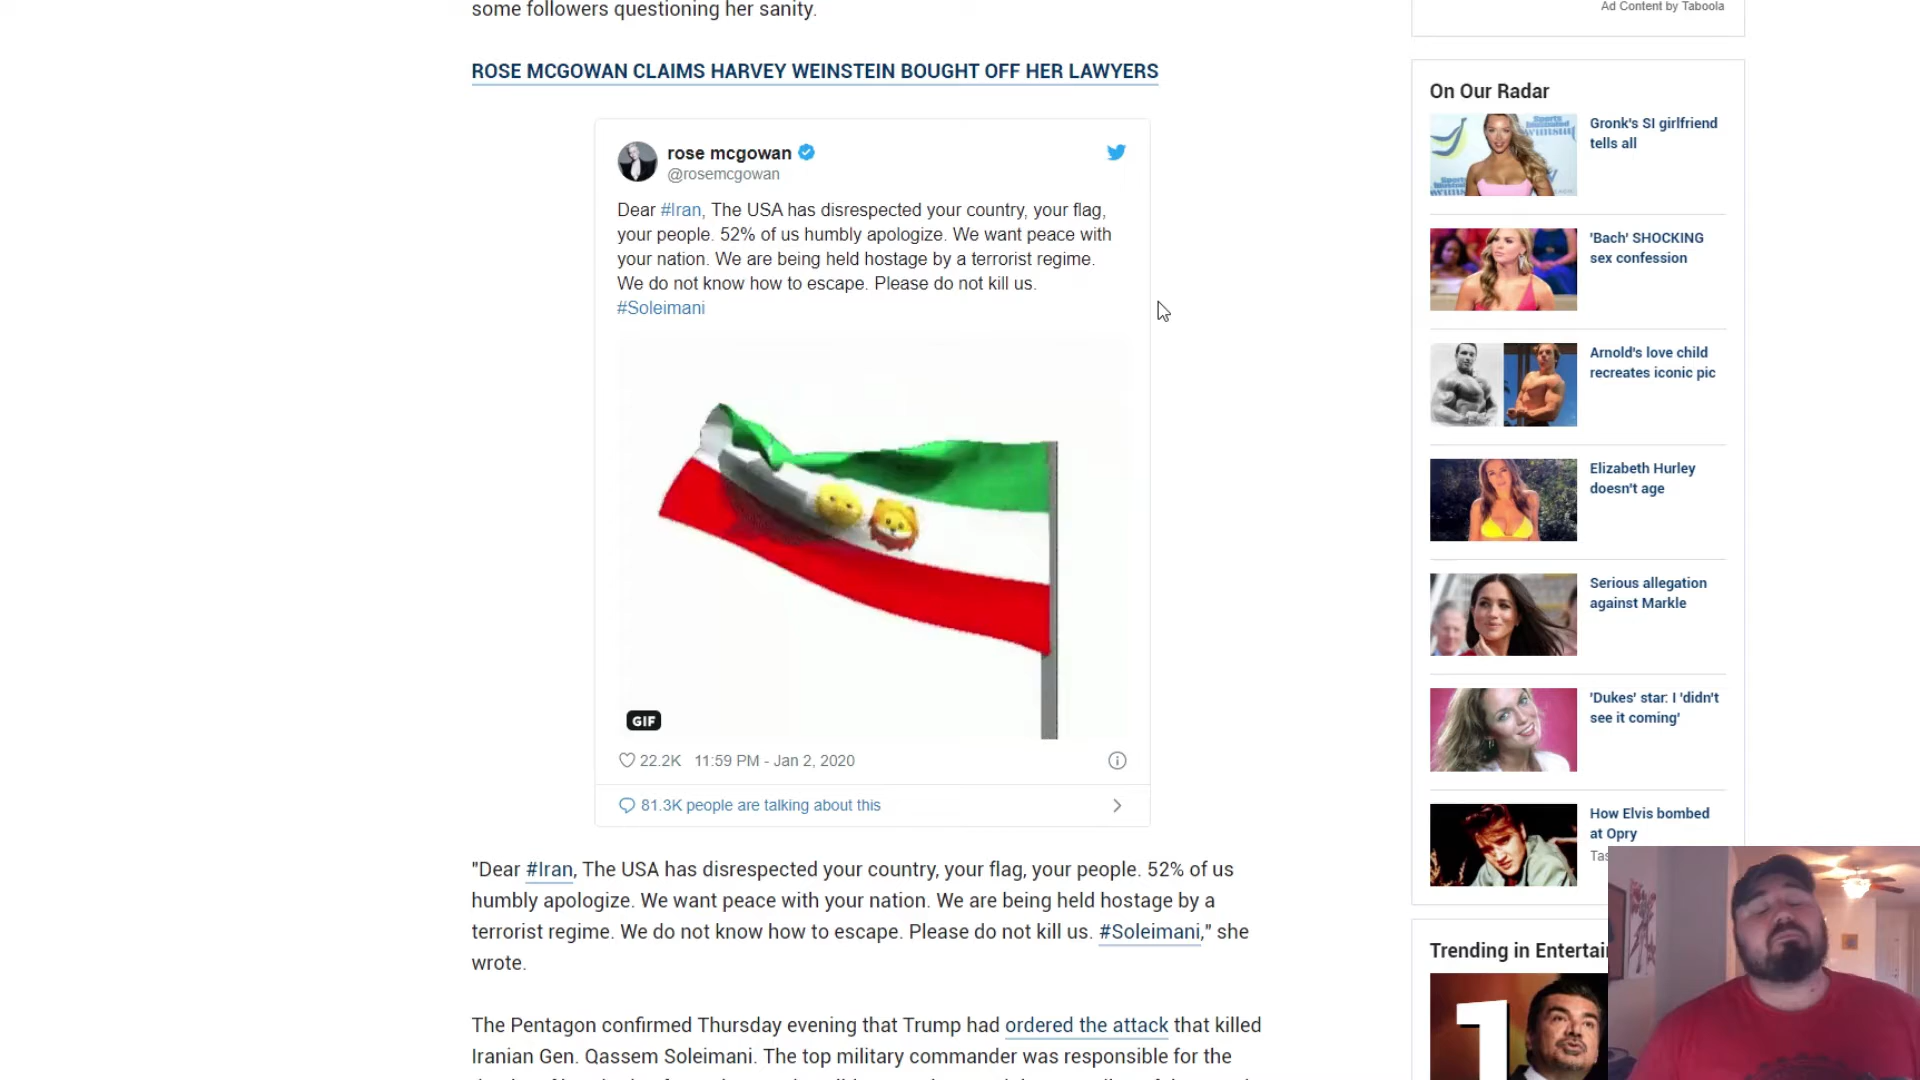 some followers questioning her sanity.
ROSE MCGOWAN CLAIMS HARVEY WEINSTEIN BOUGHT OFF HER LAWYERS
rose mcgowan
@rosemcgowan
Dear #Iran, The USA has disrespected your country, your flag,
your people. 52% of us humbly apologize. We want peace with
your nation. We are being held hostage by a terrorist regime.
We do not know how to escape. Please do not kill us.
#Soleimani
GIF
22.2K 11:59 PM - Jan 2, 2020
81.3K people are talking about this
"Dear #Iran, The USA has disrespected your country, your flag, your people. 52% of us
humbly apologize. We want peace with your nation. We are being held hostage by a
terrorist regime. We do not know how to escape. Please do not kill us. #Soleimani," she
wrote.
The Pentagon confirmed Thursday evening that Trump had ordered the attack that killed
Iranian Gen. Qassem Soleimani. The top military commander was responsible for the
Ad Content by Taboola
On Our Radar
Gronk's SI girlfriend
tells all
'Bach' SHOCKING
sex confession
Arnold's love child
recreates iconic pic
Elizabeth Hurley
doesn't age
Serious allegation
against Markle
'Dukes' star: I 'didn't
see it coming'
How Elvis bombed
at Opry
Trending in
1